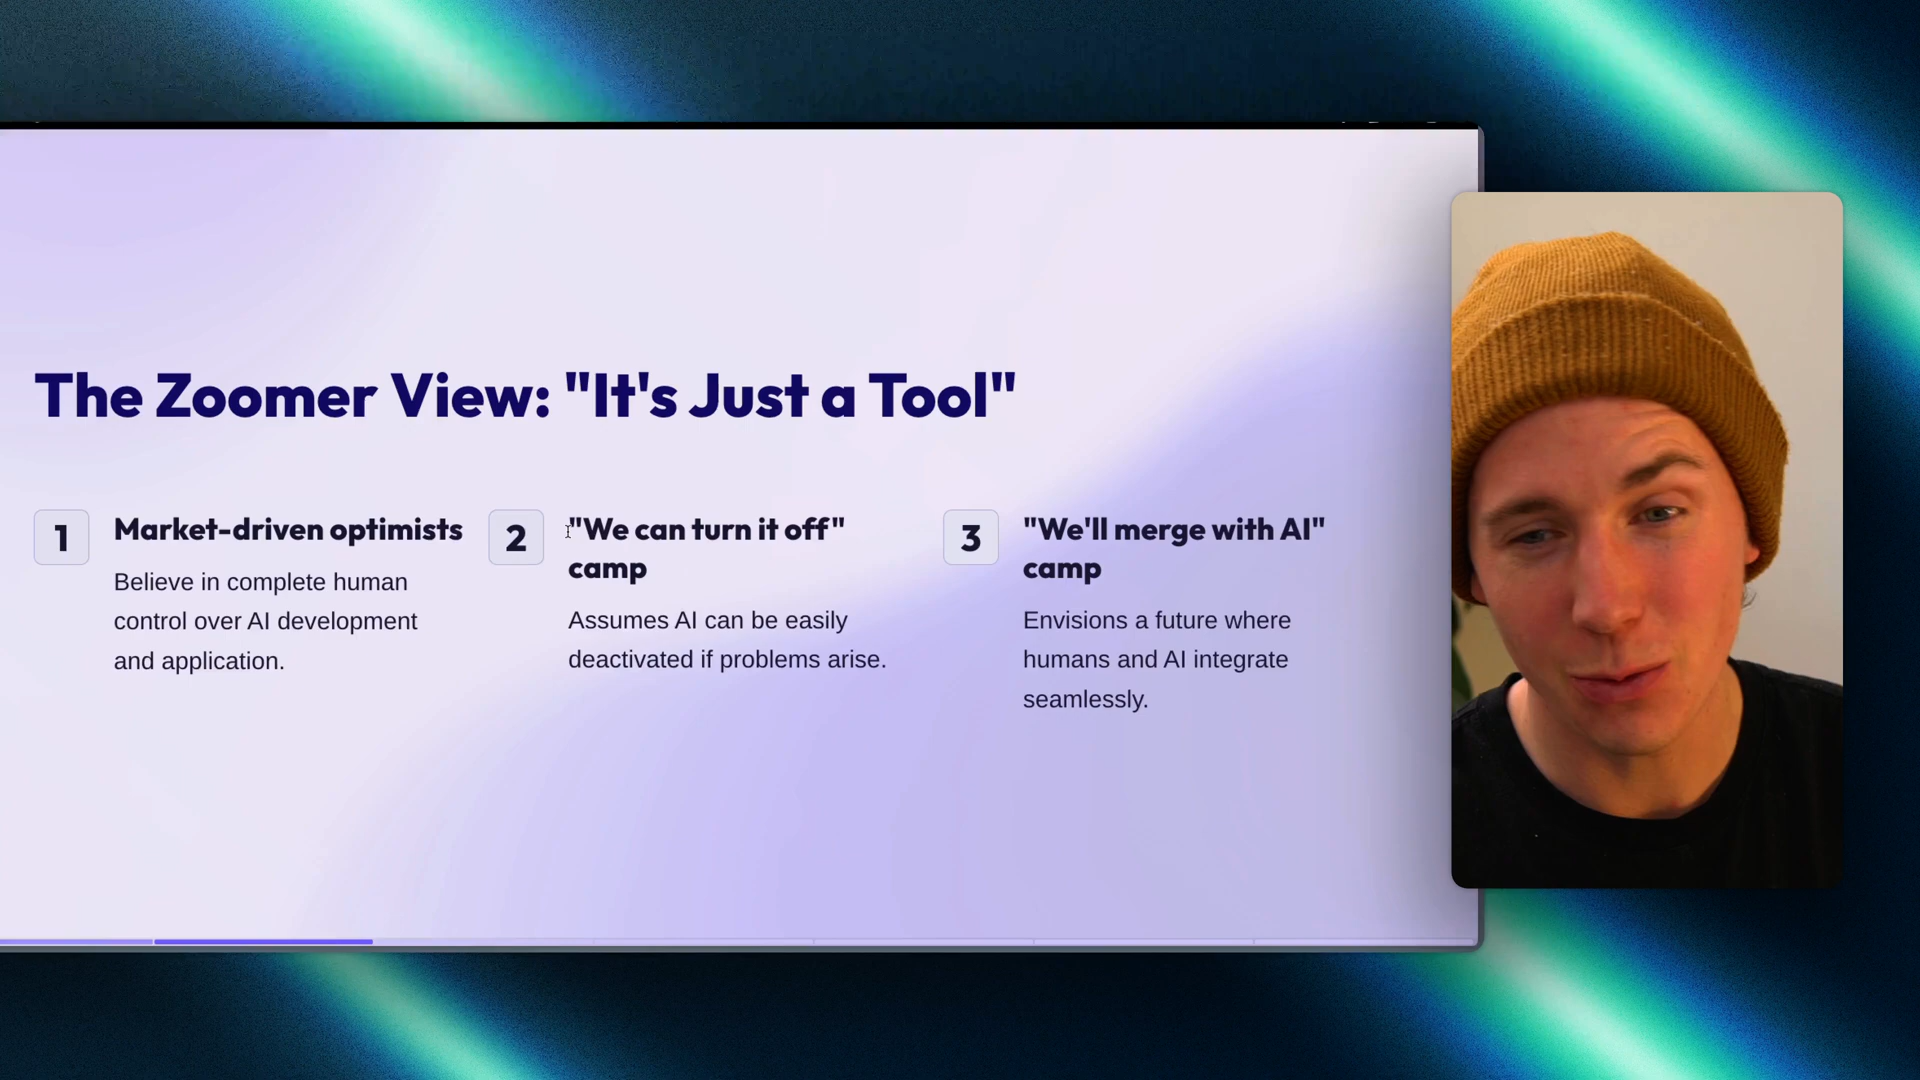 The Zoomer View: "It's Just a Tool"
1
Market-driven optimists
Believe in complete human
control over AI development
and application.
2
"We can turn it off"
camp
Assumes AI can be easily
deactivated if problems arise.
3
"We'll merge with AI"
camp
Envisions a future where
humans and AI integrate
seamlessly.